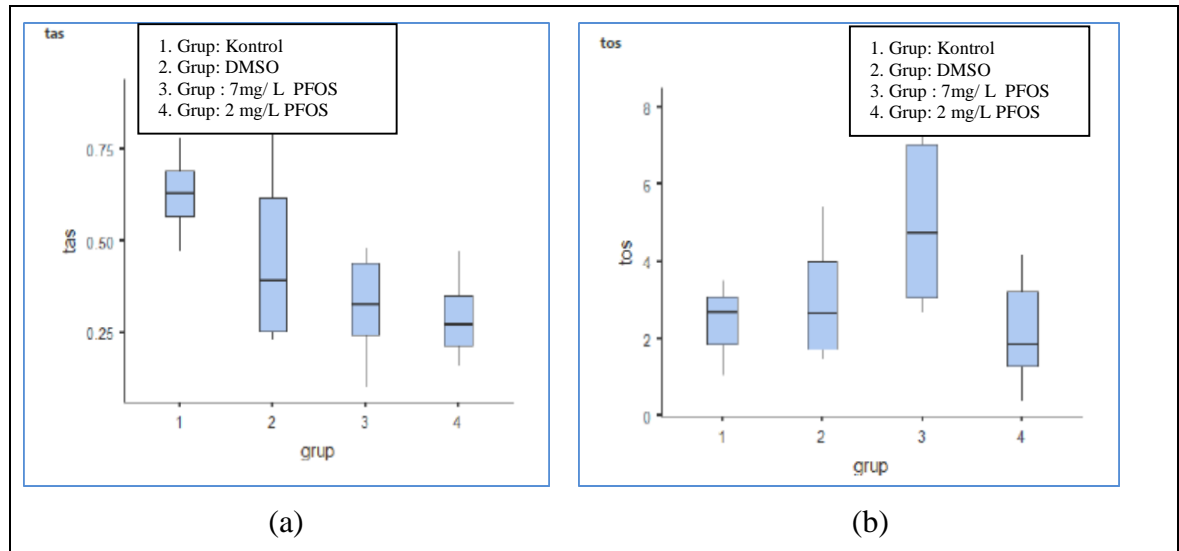 tas
1. Grup: Kontrol
2. Grup: DMSO
3. Grup : 7mg/ L PFOS
4. Grup: 2 mg/L PFOS
0.75
0.50
0.25
tas
1 2 3 4
grup
(a)
tos
1. Grup: Kontrol
2. Grup: DMSO
3. Grup : 7mg/ L PFOS
4. Grup: 2 mg/L PFOS
8
6
4
2
0
tos
1 2 3 4
grup
(b)